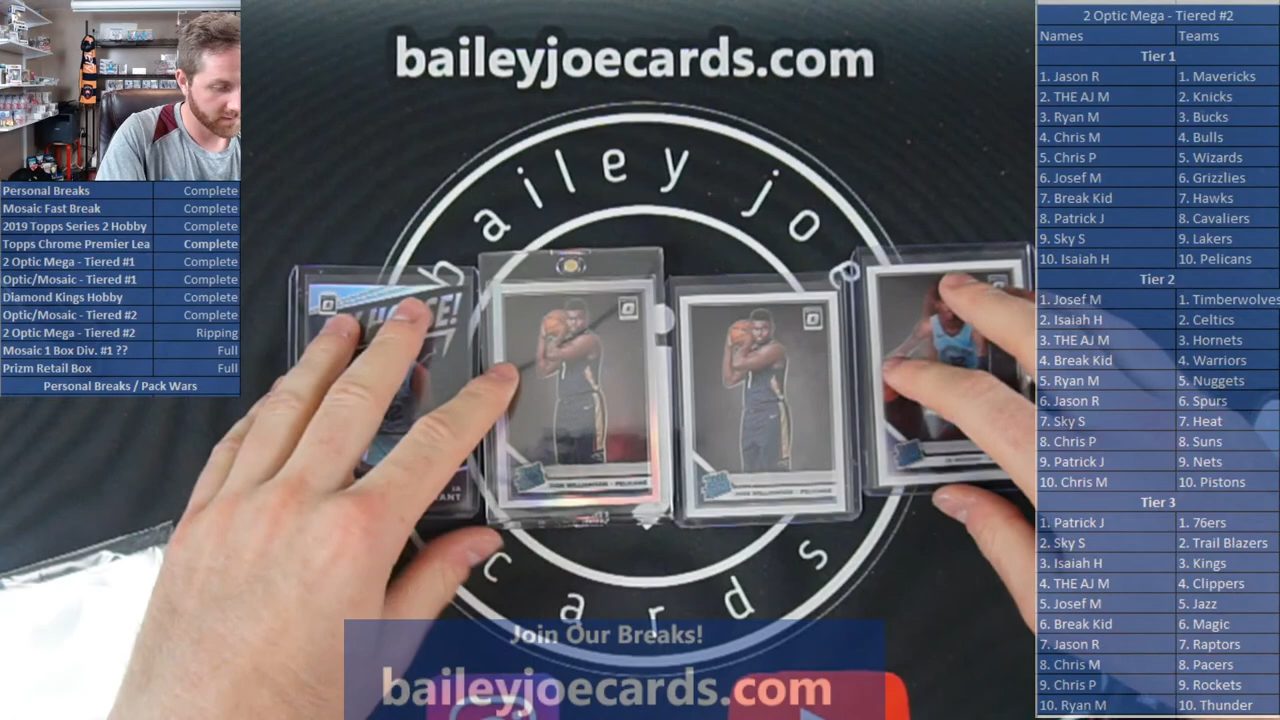 baileyjoecards.com
bailey joe
cards
Personal Breaks Complete
Mosaic Fast Break Complete
2019 Topps Series 2 Hobby Complete
Topps Chrome Premier Lea Complete
2 Optic Mega - Tiered #1 Complete
Optic/Mosaic - Tiered #1 Complete
Diamond Kings Hobby Complete
Optic/Mosaic - Tiered #2 Complete
2 Optic Mega - Tiered #2 Ripping
Mosaic 1 Box Div. #1 ?? Full
Prizm Retail Box Full
Personal Breaks / Pack Wars
ZION WILLIAMSON - PELICANS
ZION WILLIAMSON - PELICANS
Join Our Breaks!
baileyjoecards.com
2 Optic Mega - Tiered #2
Names Teams
Tier 1
1. Jason R 1. Mavericks
2. THE AJ M 2. Knicks
3. Ryan M 3. Bucks
4. Chris M 4. Bulls
5. Chris P 5. Wizards
6. Josef M 6. Grizzlies
7. Break Kid 7. Hawks
8. Patrick J 8. Cavaliers
9. Sky S 9. Lakers
10. Isaiah H 10. Pelicans
Tier 2
1. Josef M 1. Timberwolves
2. Isaiah H 2. Celtics
3. THE AJ M 3. Hornets
4. Break Kid 4. Warriors
5. Ryan M 5. Nuggets
6. Jason R 6. Spurs
7. Sky S 7. Heat
8. Chris P 8. Suns
9. Patrick J 9. Nets
10. Chris M 10. Pistons
Tier 3
1. Patrick J 1. 76ers
2. Sky S 2. Trail Blazers
3. Isaiah H 3. Kings
4. THE AJ M 4. Clippers
5. Josef M 5. Jazz
6. Break Kid 6. Magic
7. Jason R 7. Raptors
8. Chris M 8. Pacers
9. Chris P 9. Rockets
10. Ryan M 10. Thunder